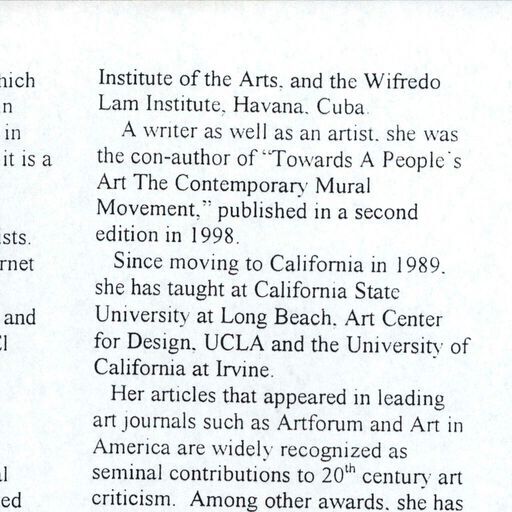 hich
n
in
it is a
sts.
rnet
and
l
ed
Institute of the Arts, and the Wifredo
Lam Institute, Havana, Cuba.
A writer as well as an artist, she was
the con-author of “Towards A People's
Art The Contemporary Mural
Movement,” published in a second
edition in 1998.
Since moving to California in 1989,
she has taught at California State
University at Long Beach, Art Center
for Design, UCLA and the University of
California at Irvine.
Her articles that appeared in leading
art journals such as Artforum and Art in
America are widely recognized as
seminal contributions to 20th century art
criticism. Among other awards, she has